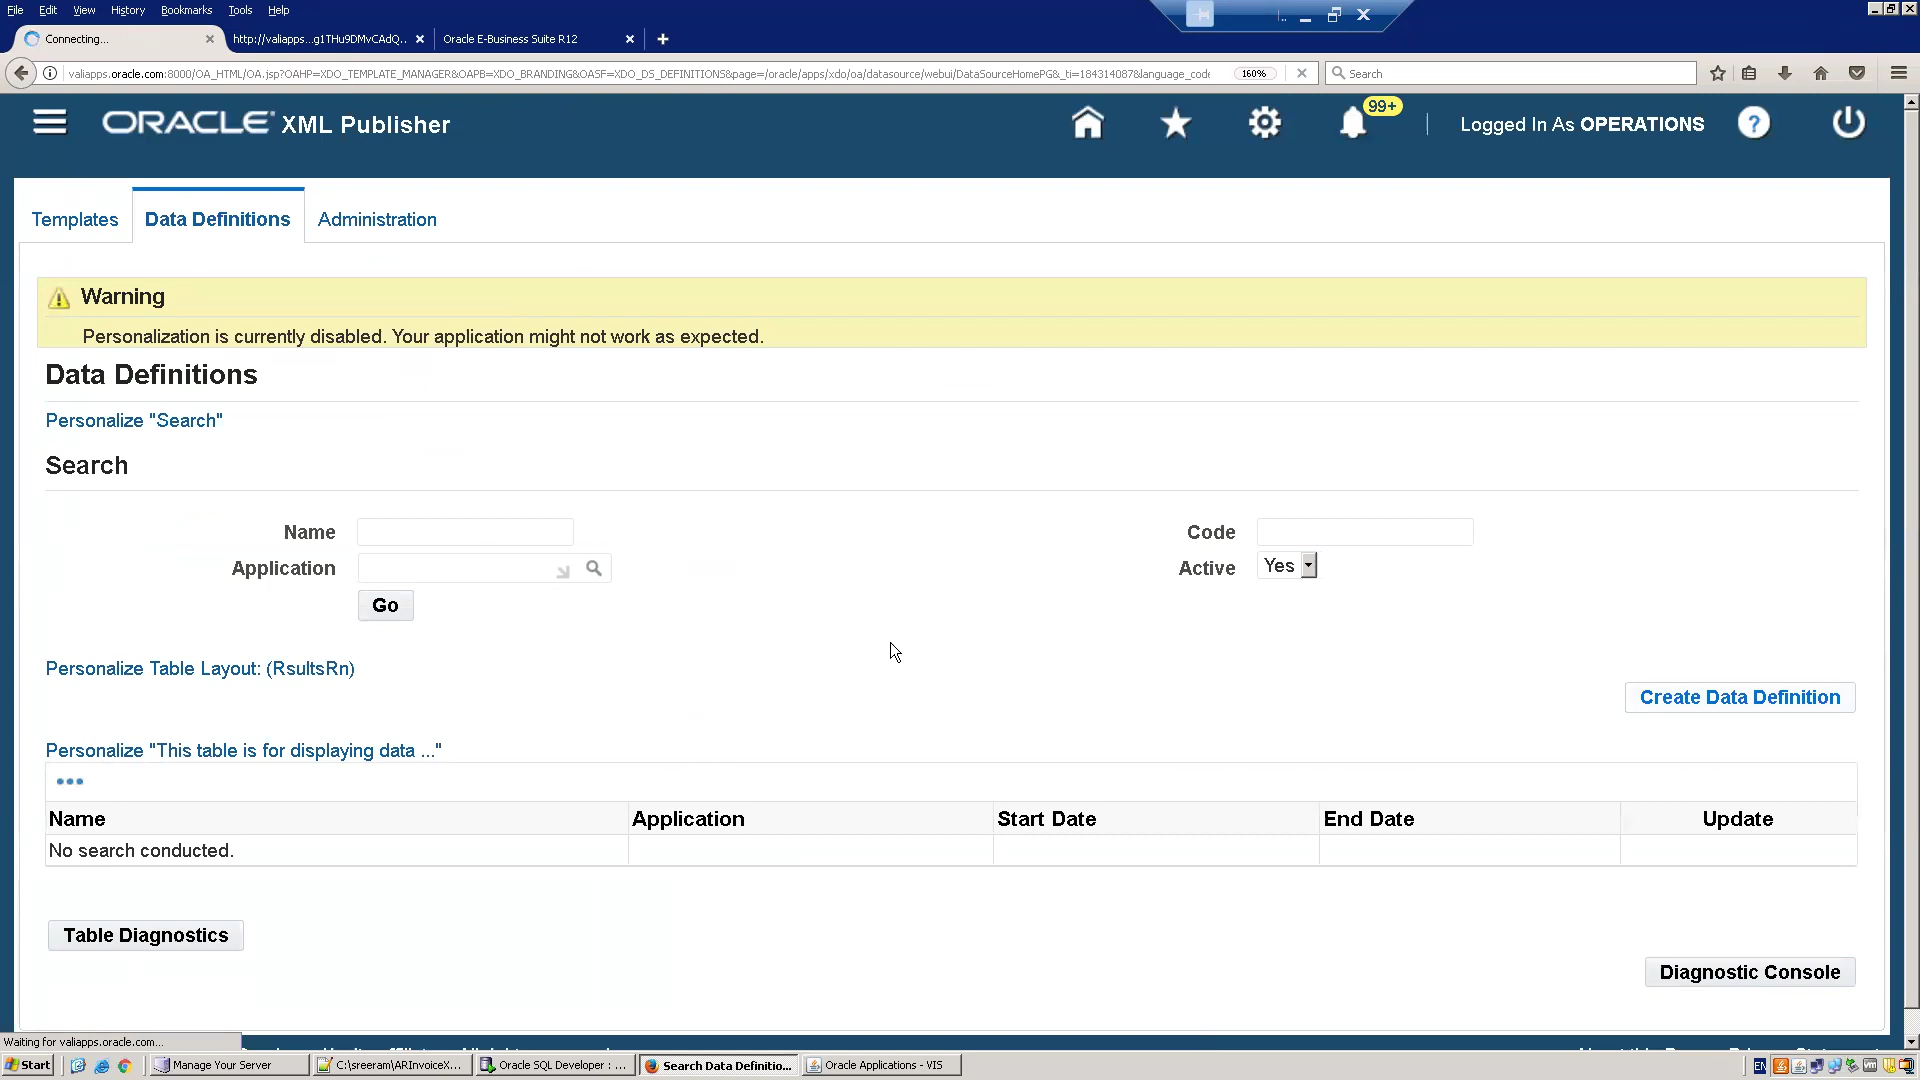 File Edit View History Bookmarks Tools Help
Connecting...
http://valiapps...g1THu9DMvCAdQ...
Oracle E-Business Suite R12
valiapps.oracle.com:8000/OA_HTML/OA.jsp?OAHP=XDO_TEMPLATE_MANAGER&OAPB=XDO_BRANDING&OASF=XDO_DS_DEFINITIONS&page=/oracle/apps/xdo/oa/datasource/webui/DataSourceHomePG&_ti=184314087&language_code
160%
Search
ORACLE XML Publisher
99+
Logged In As OPERATIONS
Templates
Data Definitions
Administration
Warning
Personalization is currently disabled. Your application might not work as expected.
Data Definitions
Personalize "Search"
Search
Name
Code
Application
Active Yes
Go
Personalize Table Layout: (RsultsRn)
Create Data Definition
Personalize "This table is for displaying data ..."
Name Application Start Date End Date Update
No search conducted.
Table Diagnostics
Diagnostic Console
Waiting for valiapps.oracle.com...
Start
Manage Your Server
C:\sreeram\ARInvoiceX...
Oracle SQL Developer : ...
Search Data Definitio...
Oracle Applications - VIS
EN